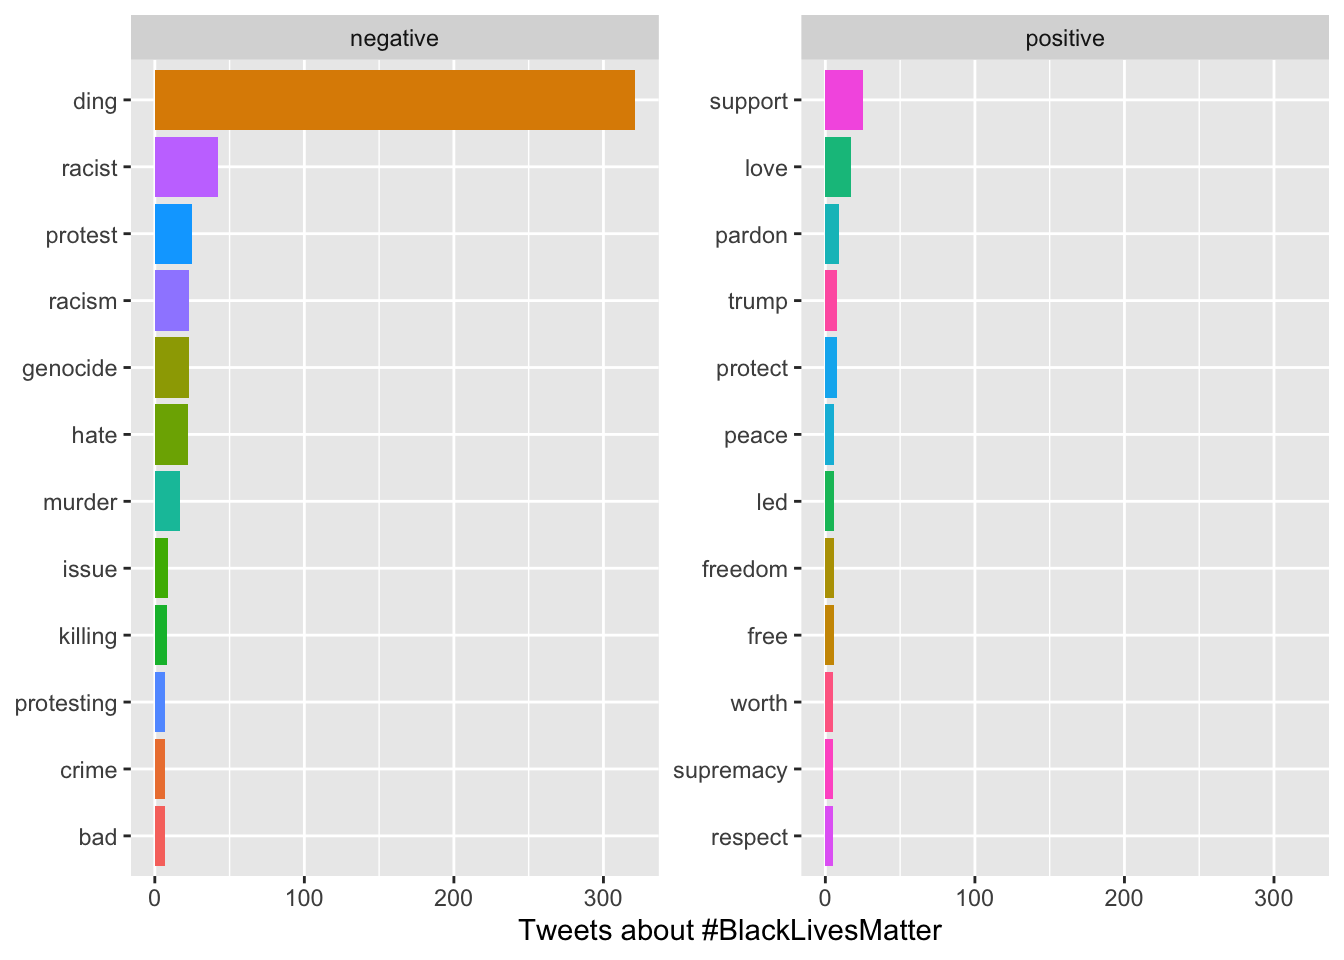 negative
ding
racist
protest
racism
genocide
hate
murder
issue
killing
protesting
crime
bad
0 100 200 300
positive
support
love
pardon
trump
protect
peace
led
freedom
free
worth
supremacy
respect
0 100 200 300
Tweets about #BlackLivesMatter